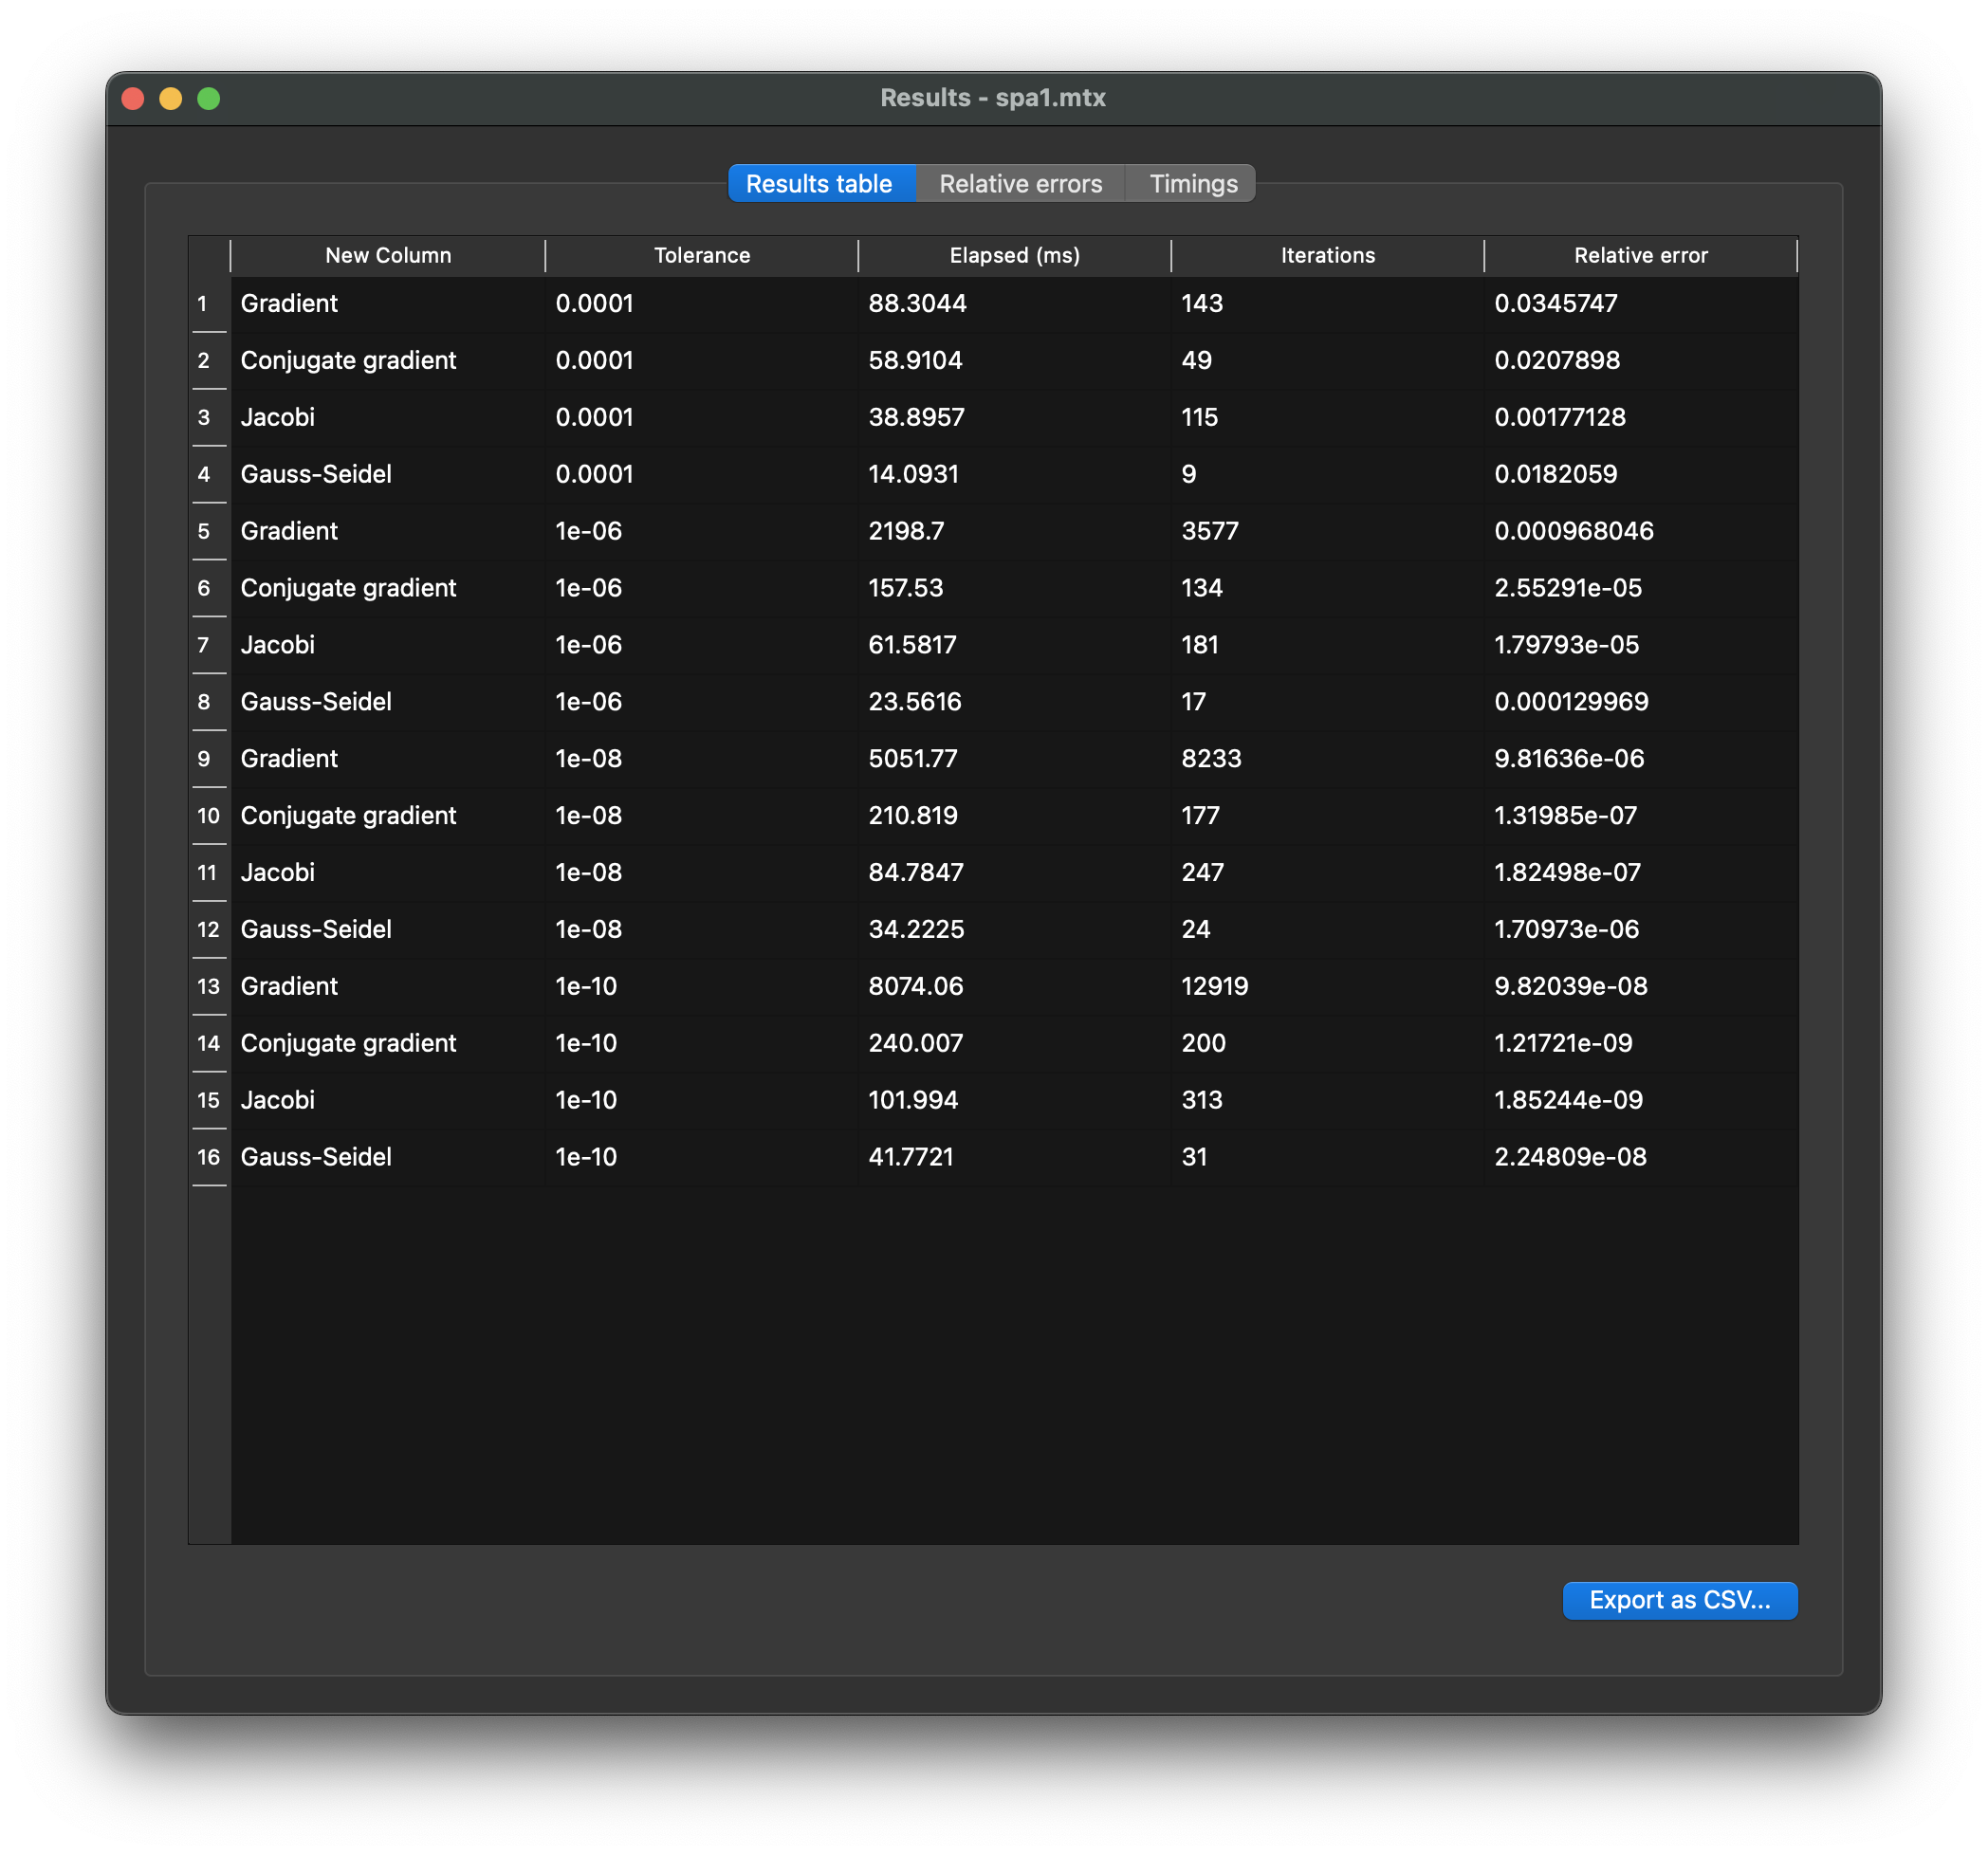 Results - spa1.mtx
Results table Relative errors Timings
New Column Tolerance Elapsed (ms) Iterations Relative error
1 Gradient 0.0001 88.3044 143 0.0345747
2 Conjugate gradient 0.0001 58.9104 49 0.0207898
3 Jacobi 0.0001 38.8957 115 0.00177128
4 Gauss-Seidel 0.0001 14.0931 9 0.0182059
5 Gradient 1e-06 2198.7 3577 0.000968046
6 Conjugate gradient 1e-06 157.53 134 2.55291e-05
7 Jacobi 1e-06 61.5817 181 1.79793e-05
8 Gauss-Seidel 1e-06 23.5616 17 0.000129969
9 Gradient 1e-08 5051.77 8233 9.81636e-06
10 Conjugate gradient 1e-08 210.819 177 1.31985e-07
11 Jacobi 1e-08 84.7847 247 1.82498e-07
12 Gauss-Seidel 1e-08 34.2225 24 1.70973e-06
13 Gradient 1e-10 8074.06 12919 9.82039e-08
14 Conjugate gradient 1e-10 240.007 200 1.21721e-09
15 Jacobi 1e-10 101.994 313 1.85244e-09
16 Gauss-Seidel 1e-10 41.7721 31 2.24809e-08
Export as CSV...